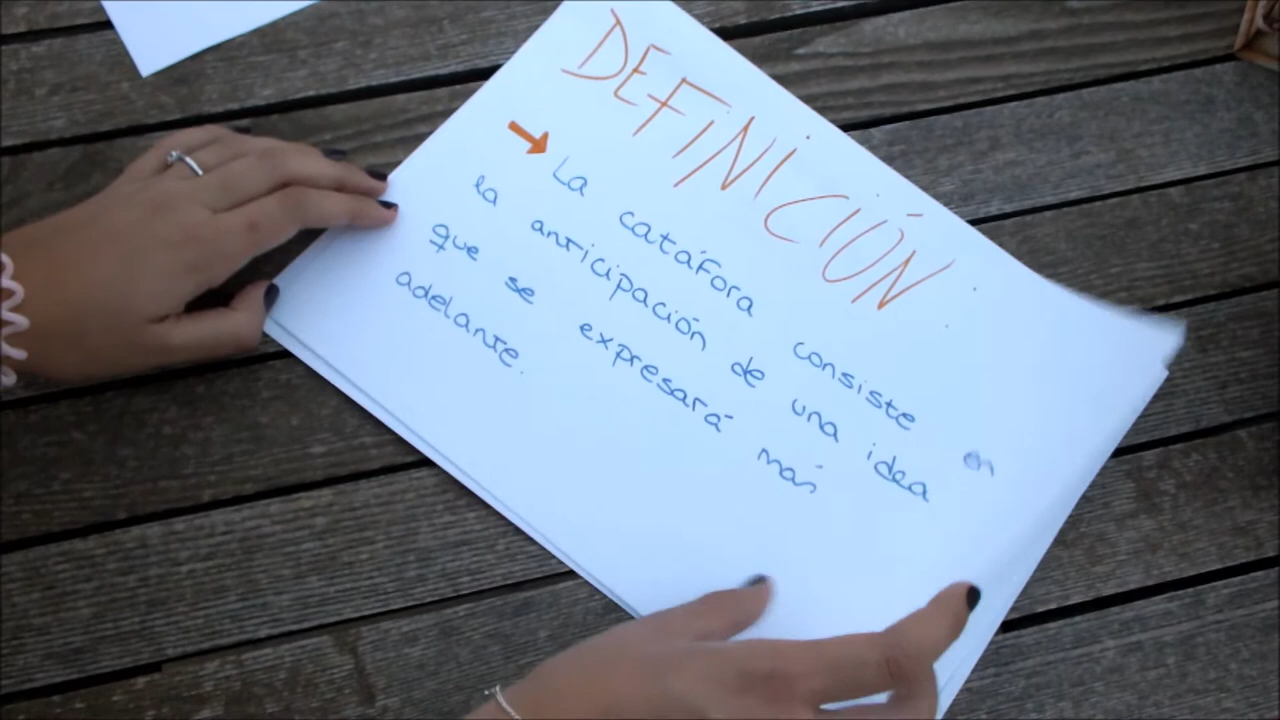 DEFINICIÓN
La catáfora consiste en
la anticipación de una idea
que se expresará más
adelante.